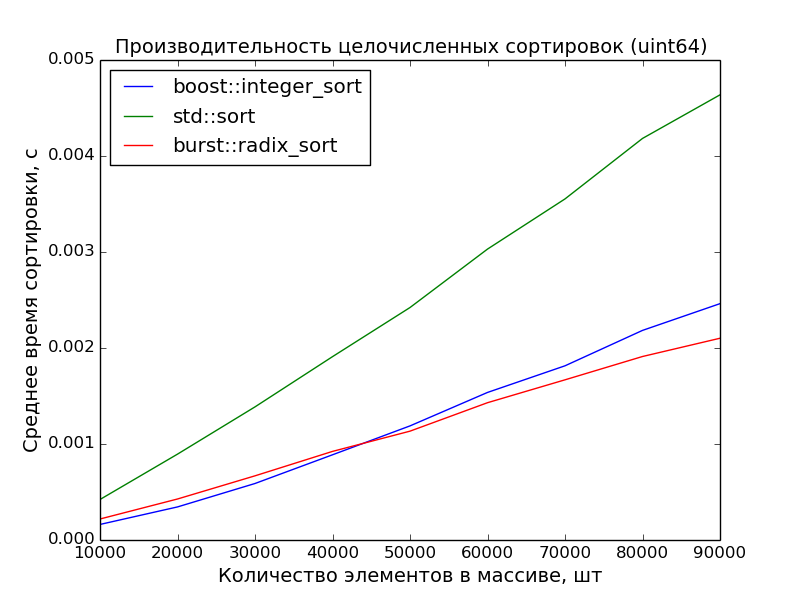 Производительность целочисленных сортировок (uint64)
0.005
boost::integer_sort
std::sort
burst::radix_sort
0.004
0.003
0.002
0.001
0.000
Среднее время сортировки, с
10000 20000 30000 40000 50000 60000 70000 80000 90000
Количество элементов в массиве, шт